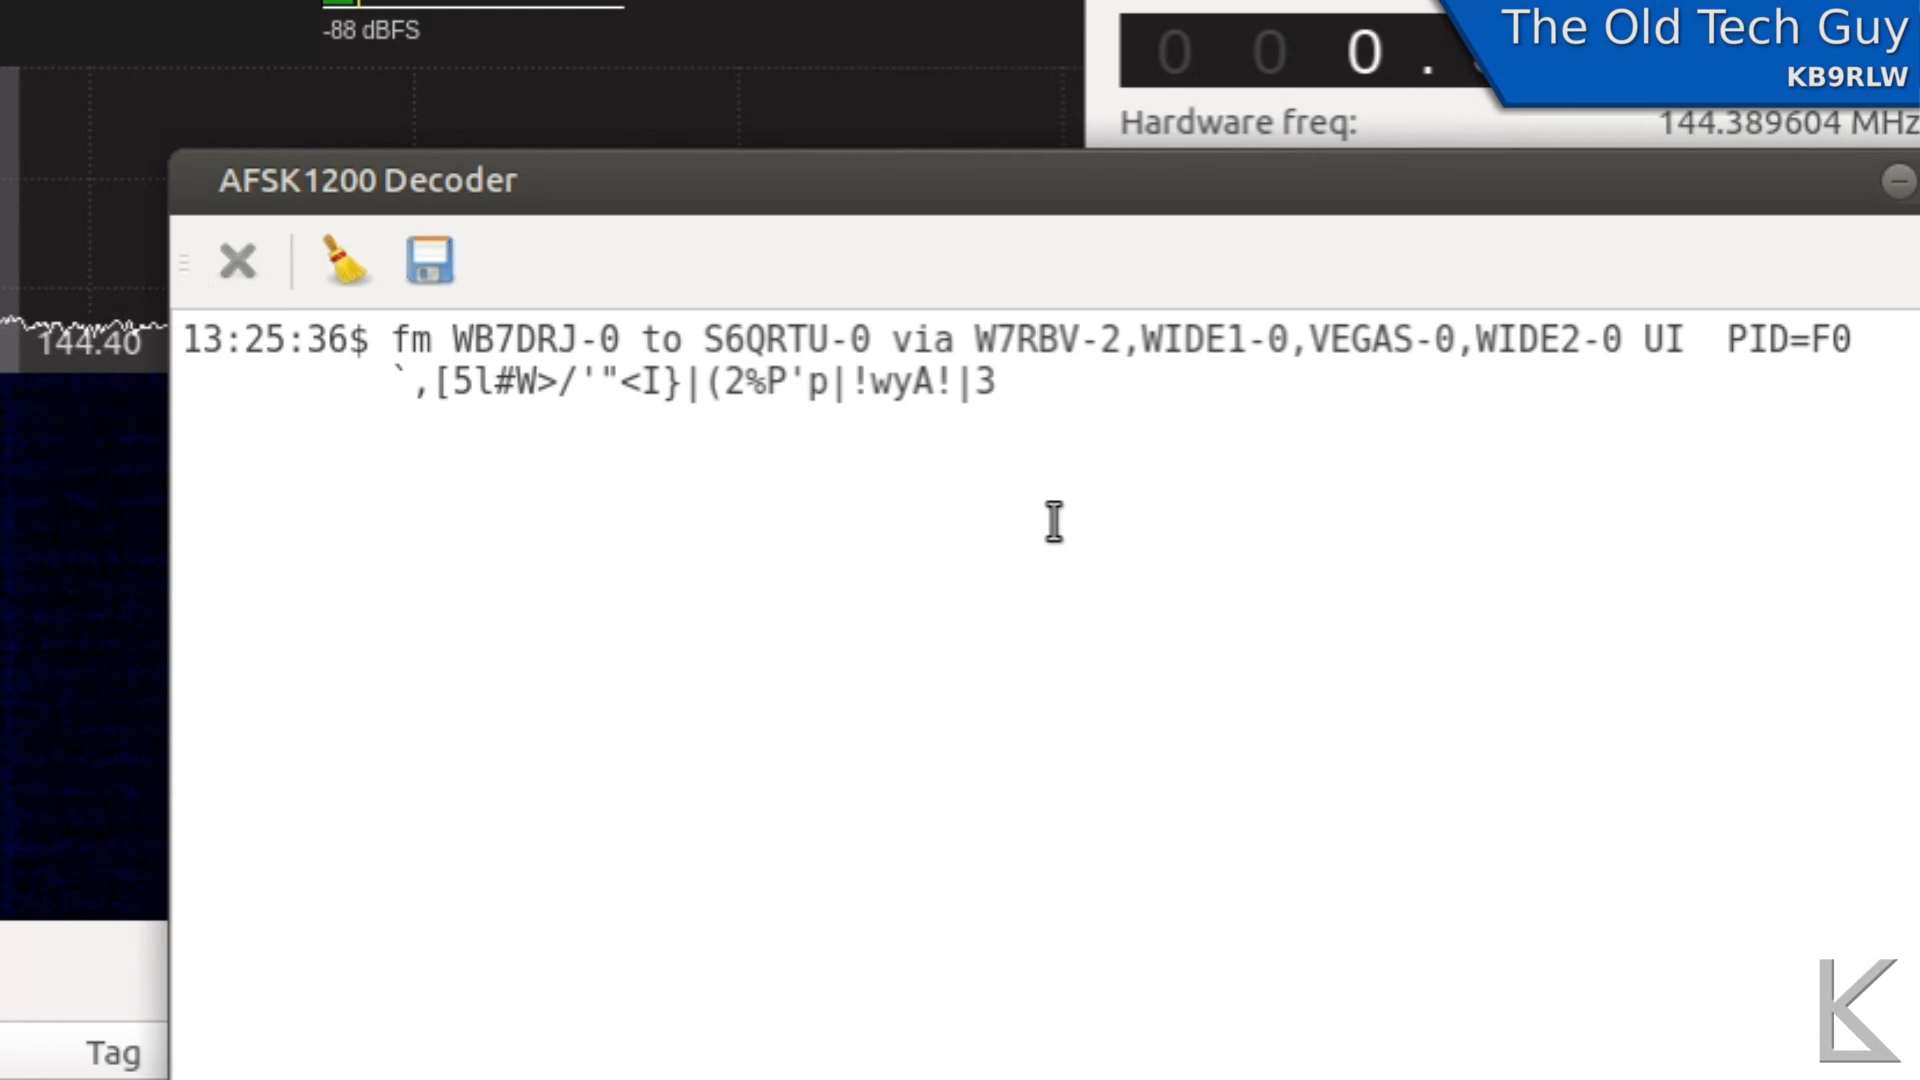 -88 dBFS
0 0 0.
The Old Tech Guy
KB9RLW
Hardware freq: 144.389604 MHz
AFSK1200 Decoder
144.40
13:25:36$ fm WB7DRJ-0 to S6QRTU-0 via W7RBV-2,WIDE1-0,VEGAS-0,WIDE2-0 UI  PID=F0
`,[5l#W>/'"<I}|(2%P'p|!wyA!|3
Tag
K